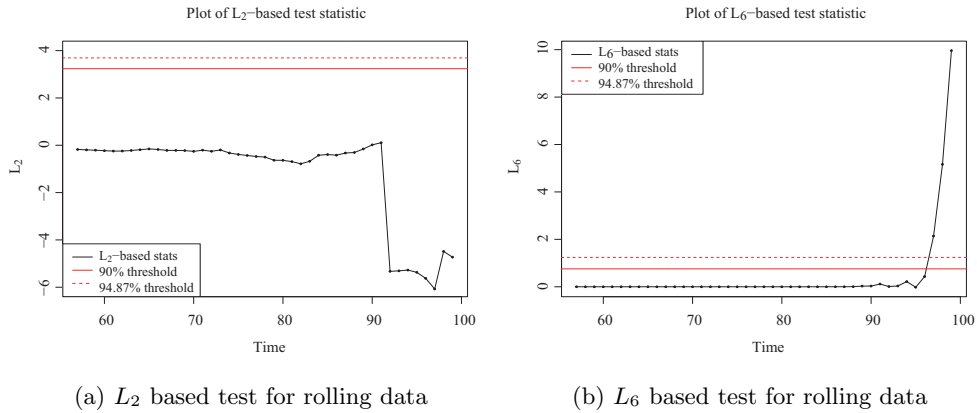 Plot of L₂−based test statistic
L₂
4
2
0
−2
−4
−6
L₂−based stats
90% threshold
94.87% threshold
60 70 80 90 100
Time
(a) L₂ based test for rolling data
Plot of L₆−based test statistic
L₆
10
8
6
4
2
0
L₆−based stats
90% threshold
94.87% threshold
60 70 80 90 100
Time
(b) L₆ based test for rolling data